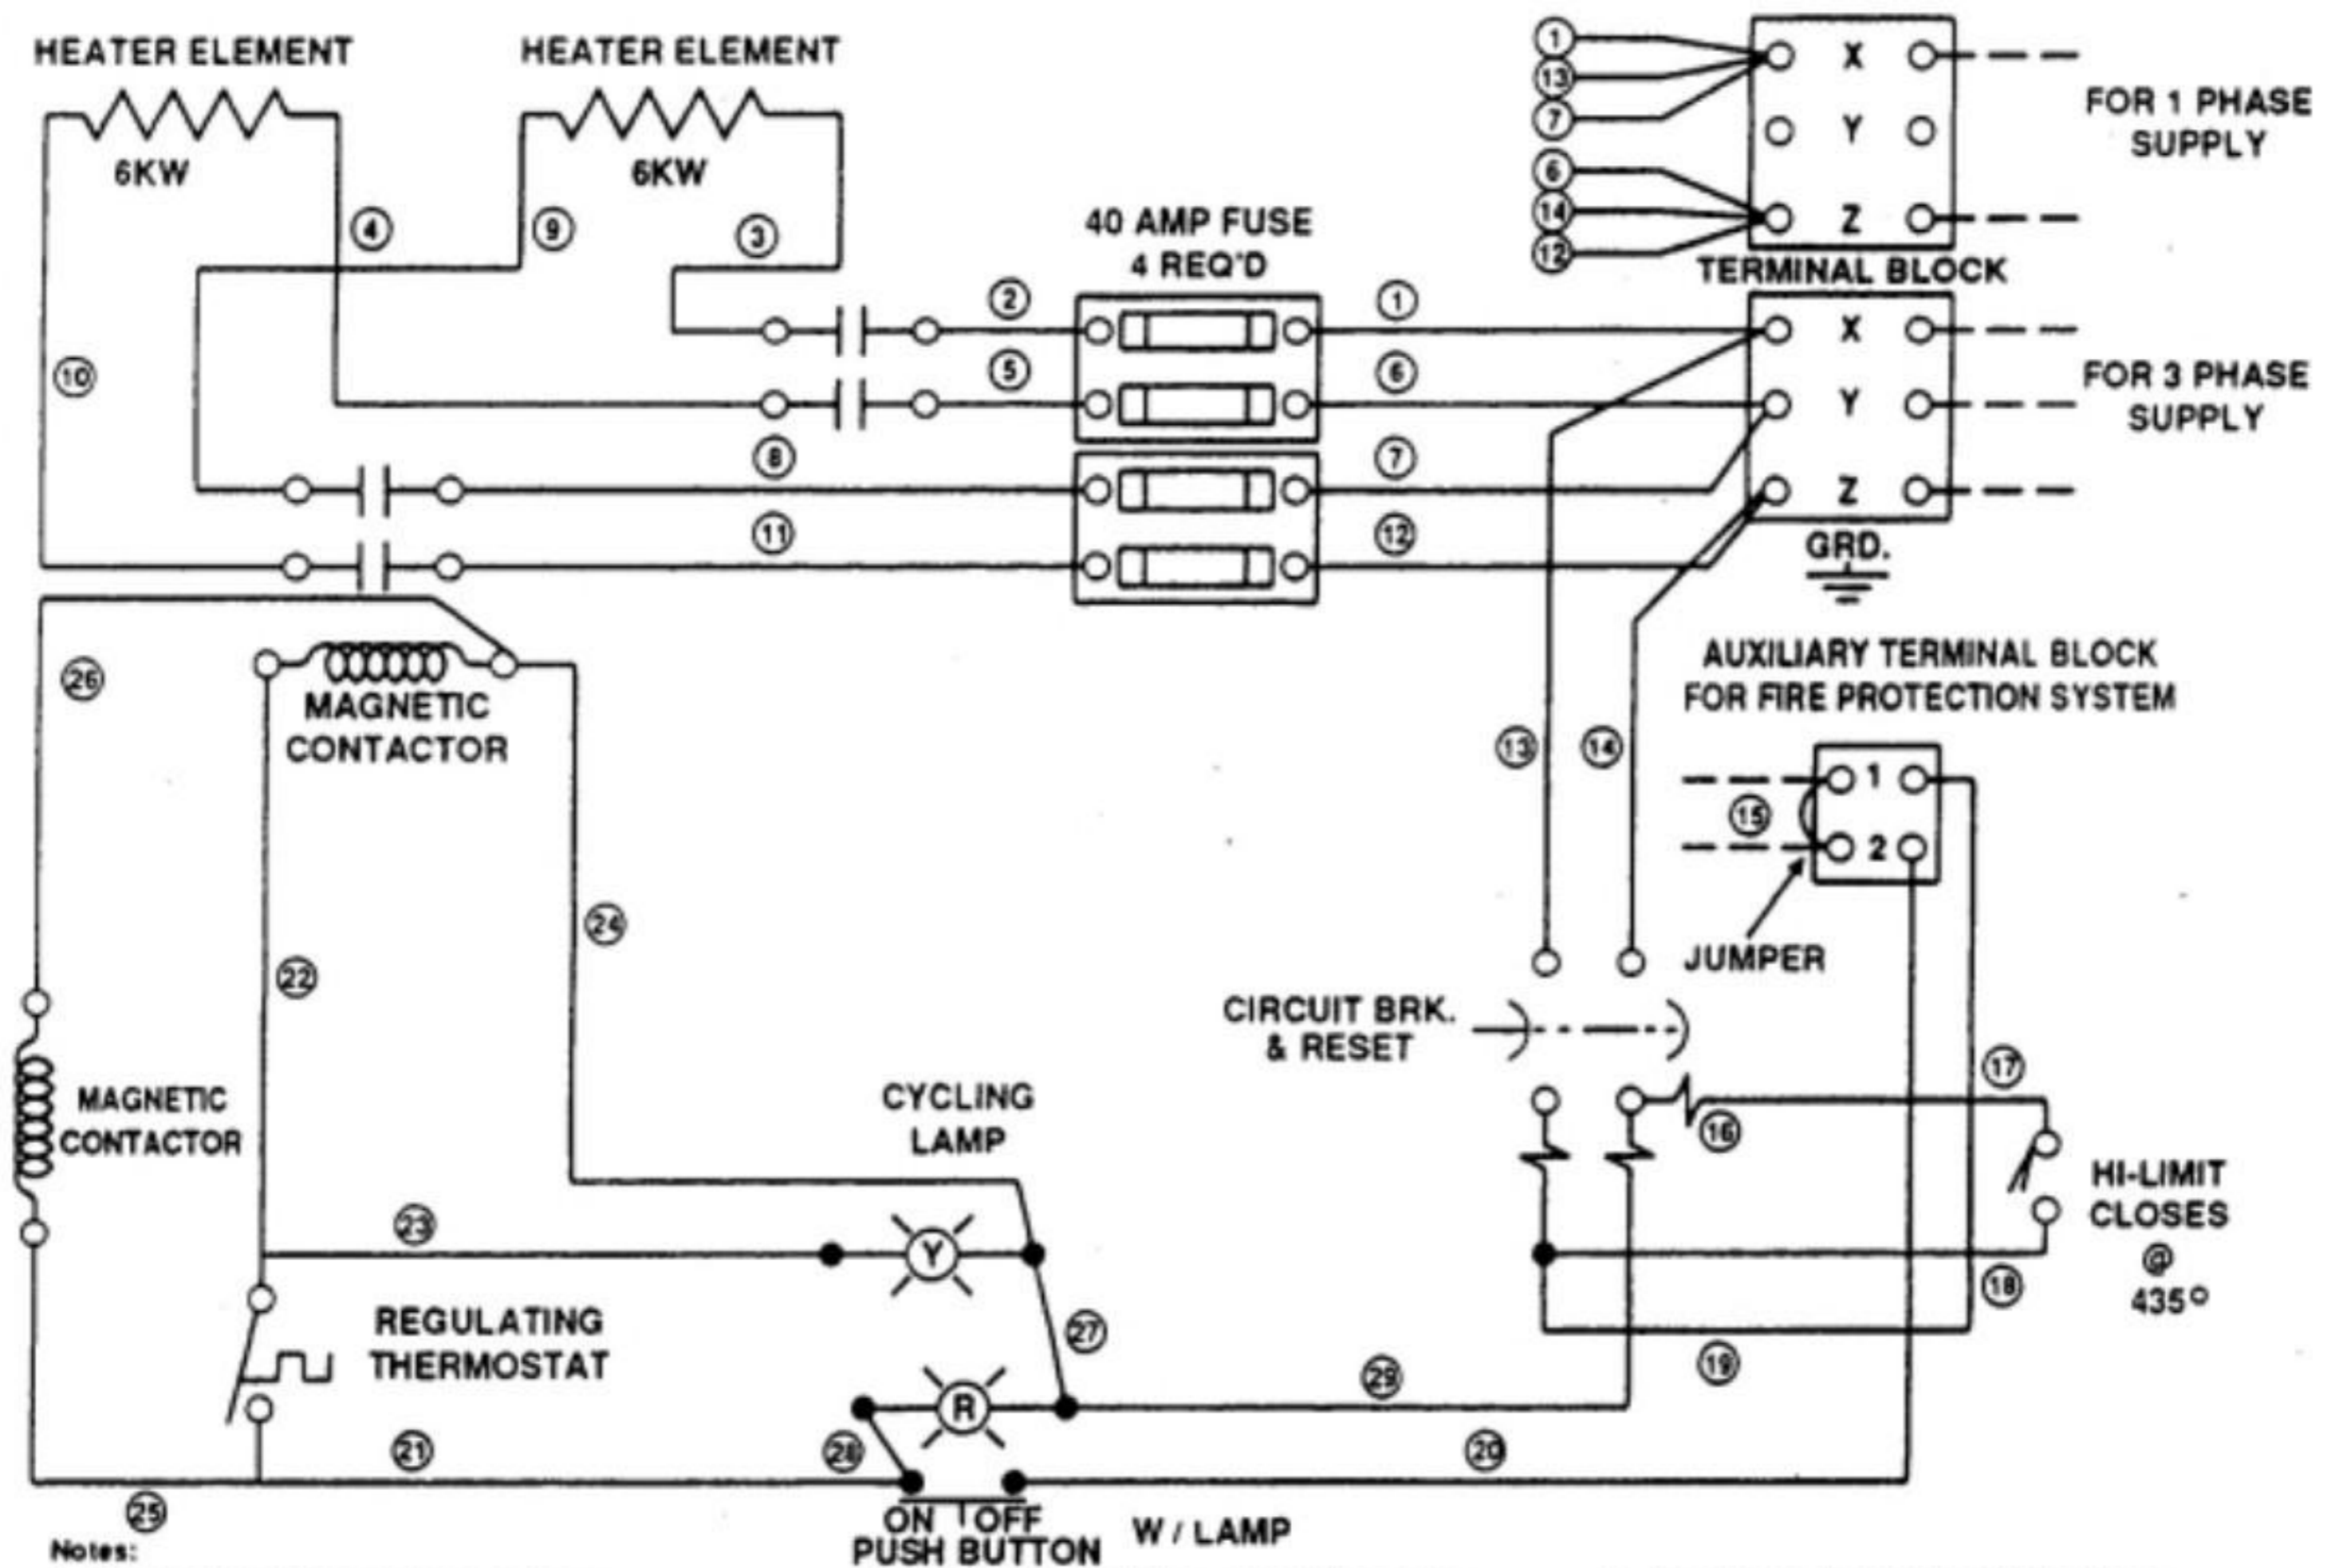 HEATER ELEMENT
6KW
HEATER ELEMENT
6KW
4
9
3
10
40 AMP FUSE
4 REQ'D
2
5
8
11
1
6
7
12
1
13
7
6
14
12
X
Y
Z
FOR 1 PHASE
SUPPLY
TERMINAL BLOCK
X
Y
Z
FOR 3 PHASE
SUPPLY
GRD.
AUXILIARY TERMINAL BLOCK
FOR FIRE PROTECTION SYSTEM
1
15
2
JUMPER
26
MAGNETIC
CONTACTOR
22
24
13
14
MAGNETIC
CONTACTOR
CIRCUIT BRK.
& RESET
17
16
HI-LIMIT
CLOSES
@
435°
18
19
CYCLING
LAMP
23
Y
27
REGULATING
THERMOSTAT
R
29
28
20
21
25
ON OFF
PUSH BUTTON
W / LAMP
Notes: